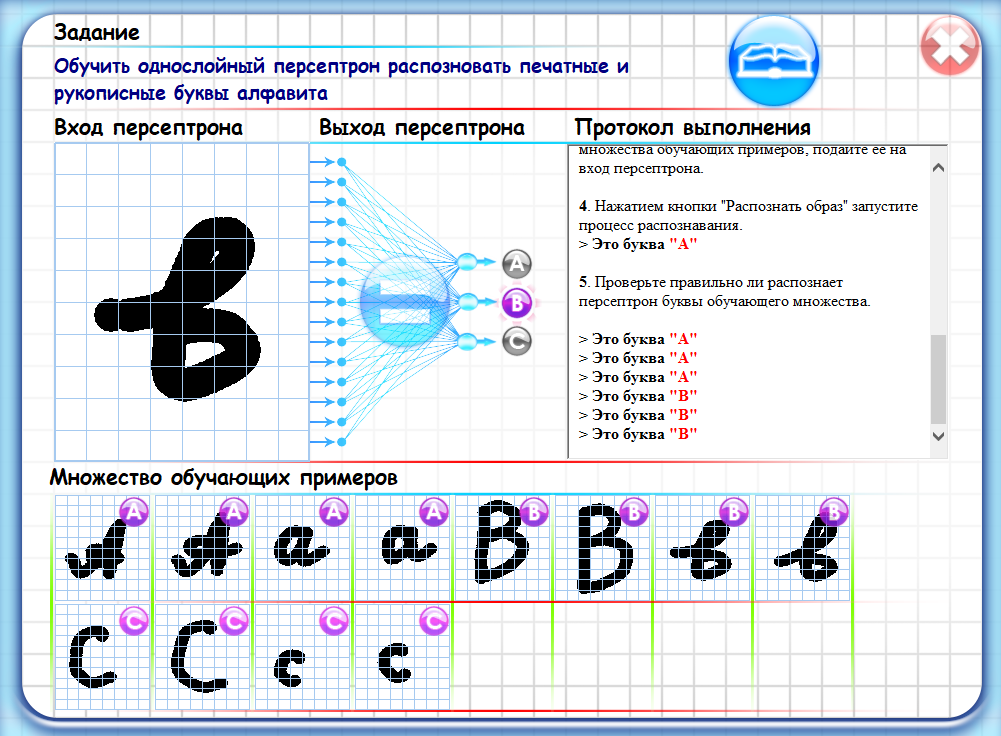 Задание
Обучить однослойный персептрон распозновать печатные и
рукописные буквы алфавита
Вход персептрона
Выход персептрона
Протокол выполнения
множества обучающих примеров, подайте ее на
вход персептрона.
4. Нажатием кнопки "Распознать образ" запустите
процесс распознавания.
> Это буква "А"
5. Проверьте правильно ли распознает
персептрон буквы обучающего множества.
> Это буква "А"
> Это буква "А"
> Это буква "А"
> Это буква "В"
> Это буква "В"
> Это буква "В"
в
A
B
C
Множество обучающих примеров
A A A A B B B B
А А а а В В в в
C C C C
С С с с